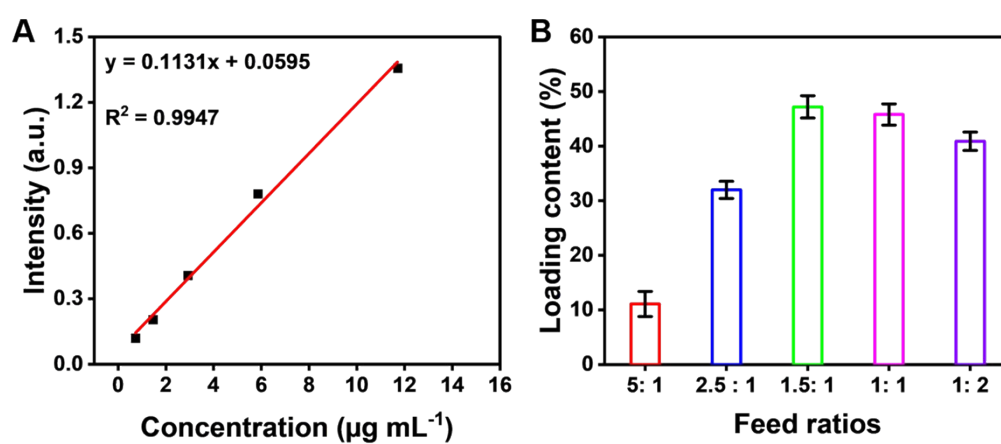 A
y = 0.1131x + 0.0595
R² = 0.9947
Intensity (a.u.)
1.5
1.2
0.9
0.6
0.3
0.0
0 2 4 6 8 10 12 14 16
Concentration (µg mL⁻¹)
B
Loading content (%)
60
50
40
30
20
10
0
5: 1 2.5 : 1 1.5: 1 1: 1 1: 2
Feed ratios